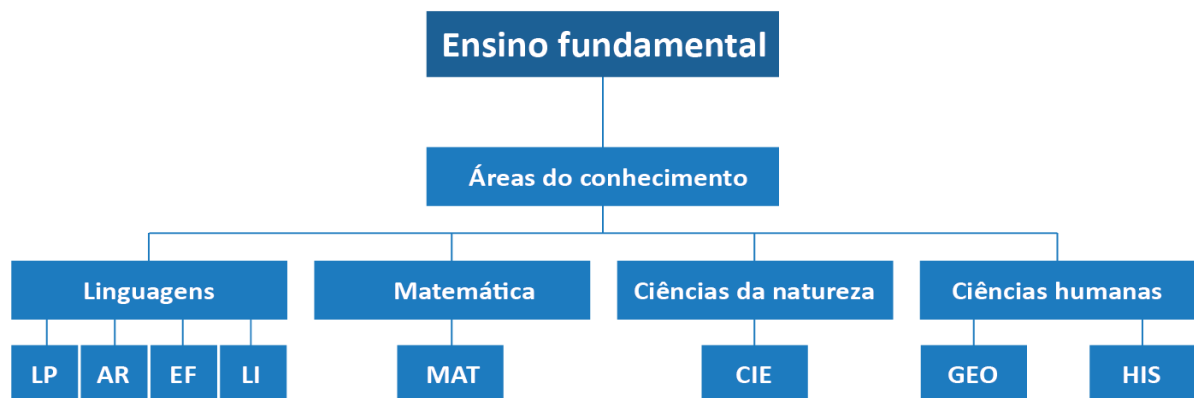 Ensino fundamental
Áreas do conhecimento
Linguagens
Matemática
Ciências da natureza
Ciências humanas
LP
AR
EF
LI
MAT
CIE
GEO
HIS